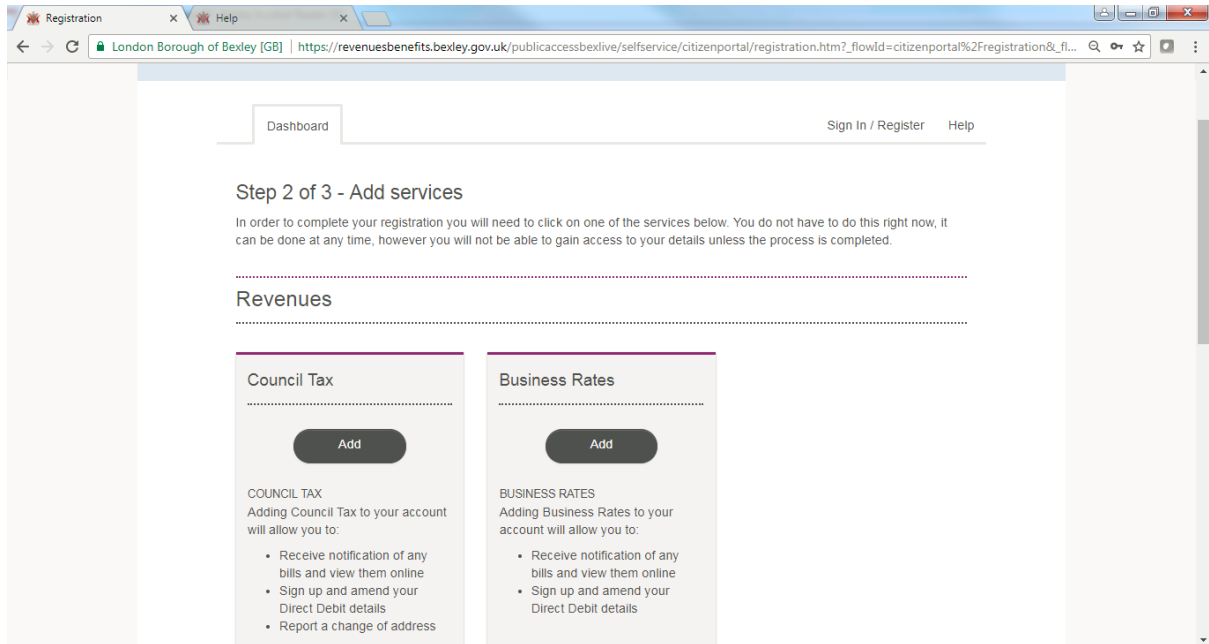 Registration
Help
London Borough of Bexley [GB] | https://revenuesbenefits.bexley.gov.uk/publicaccessbexlive/selfservice/citizenportal/registration.htm?_flowId=citizenportal%2Fregistration&_fl...
Dashboard
Sign In / Register
Help
Step 2 of 3 - Add services
In order to complete your registration you will need to click on one of the services below. You do not have to do this right now, it
can be done at any time, however you will not be able to gain access to your details unless the process is completed.
Revenues
Council Tax
Add
COUNCIL TAX
Adding Council Tax to your account
will allow you to:
• Receive notification of any
bills and view them online
• Sign up and amend your
Direct Debit details
• Report a change of address
Business Rates
Add
BUSINESS RATES
Adding Business Rates to your
account will allow you to:
• Receive notification of any
bills and view them online
• Sign up and amend your
Direct Debit details